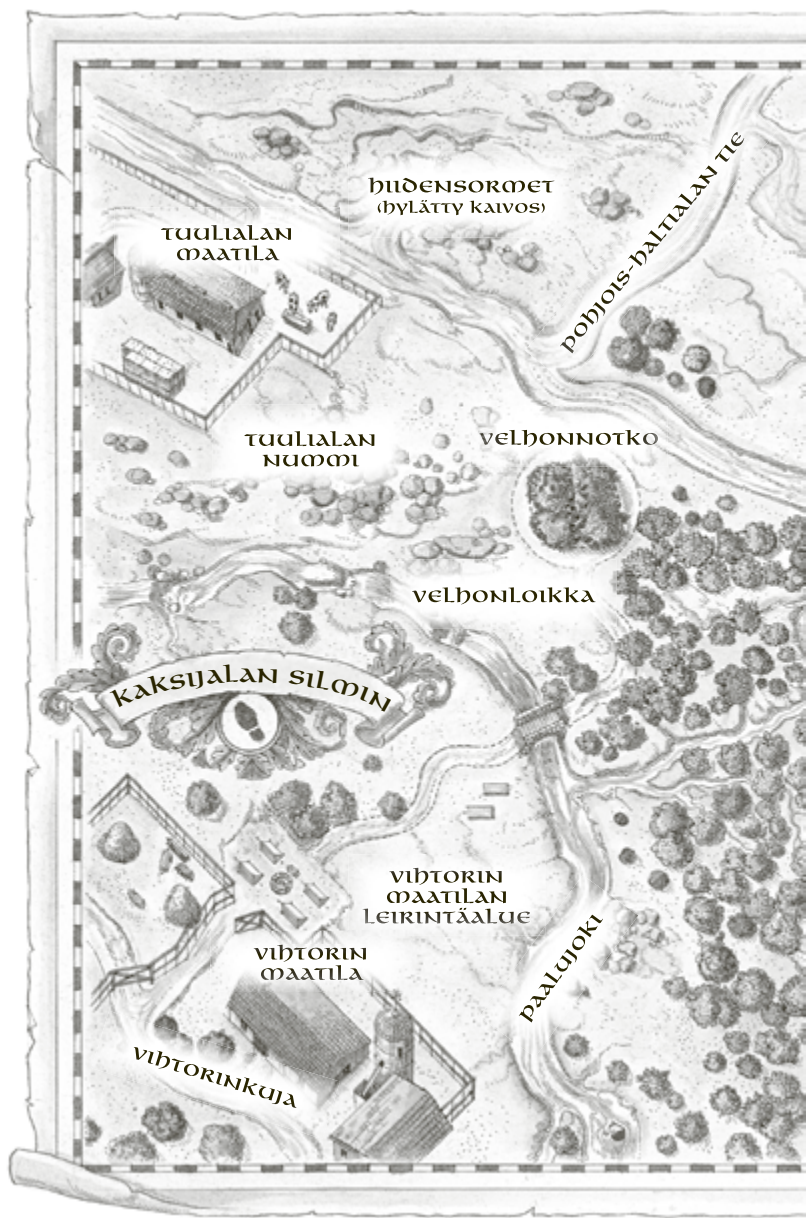 HIIDENSORMET
(HYLÄTTY KAIVOS)
POHJOIS-HALTIALAN TIE
TUULIALAN
MAATILA
TUULIALAN
NUMMI
VELHONNOTKO
VELHONLOIKKA
KAKSIJALAN SILMIN
VIHTORIN
MAATILAN
LEIRINTÄALUE
PAALUJOKI
VIHTORIN
MAATILA
VIHTORINKUJA